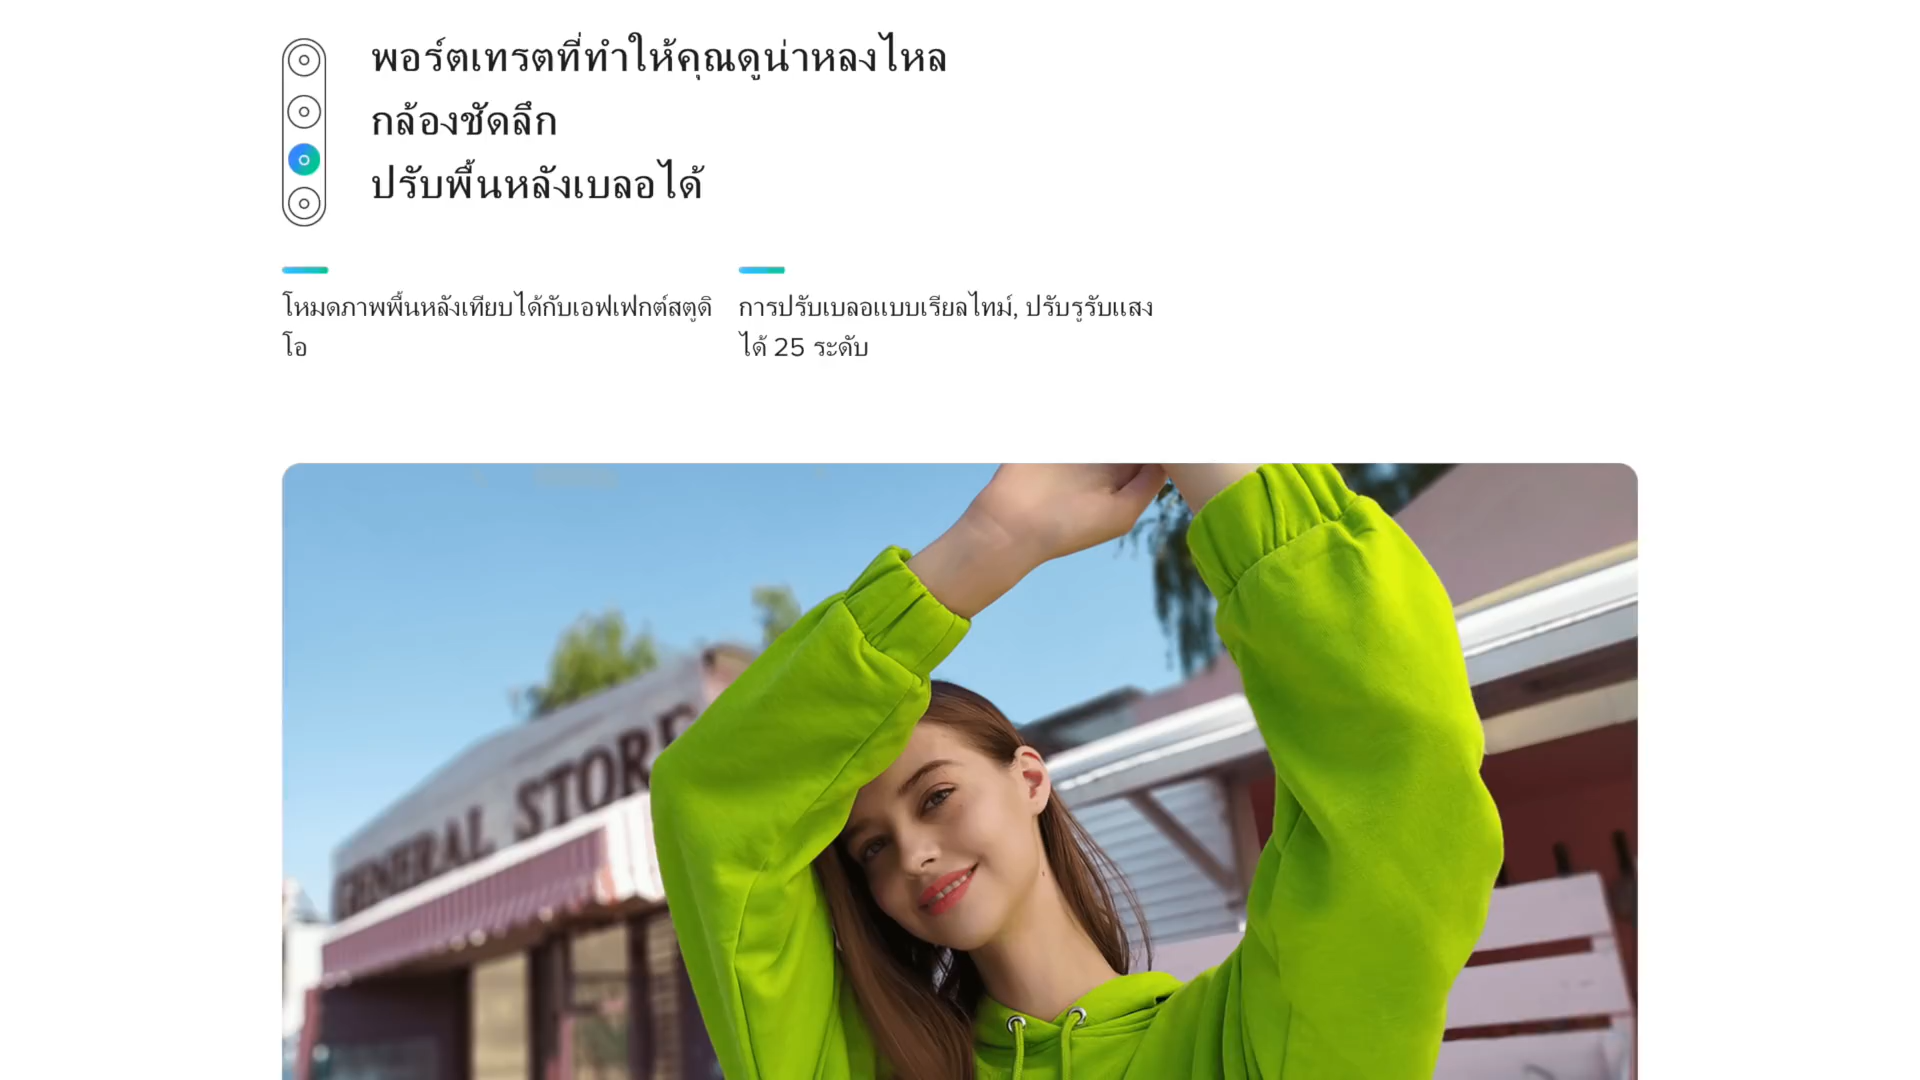 พอร์ตเทรตที่ทำให้คุณดูน่าหลงไหล
กล้องชัดลึก
ปรับพื้นหลังเบลอได้
โหมดภาพพื้นหลังเทียบได้กับเอฟเฟกต์สตูดิ
โอ
การปรับเบลอแบบเรียลไทม์, ปรับรูรับแสง
ได้ 25 ระดับ
GENERAL STORE